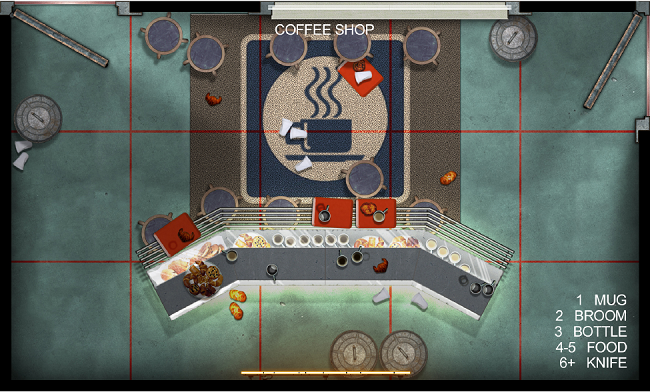 COFFEE SHOP
1 MUG
2 BROOM
3 BOTTLE
4-5 FOOD
6+ KNIFE